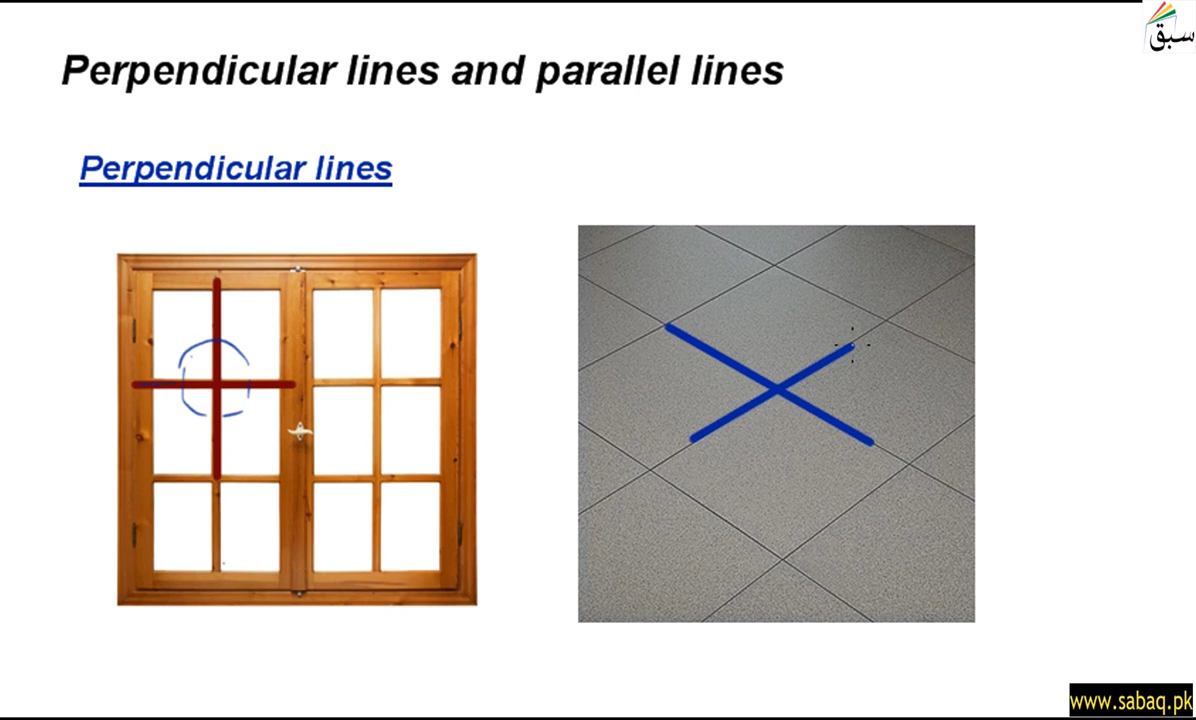 سبق
Perpendicular lines and parallel lines
Perpendicular lines
www.sabaq.pk